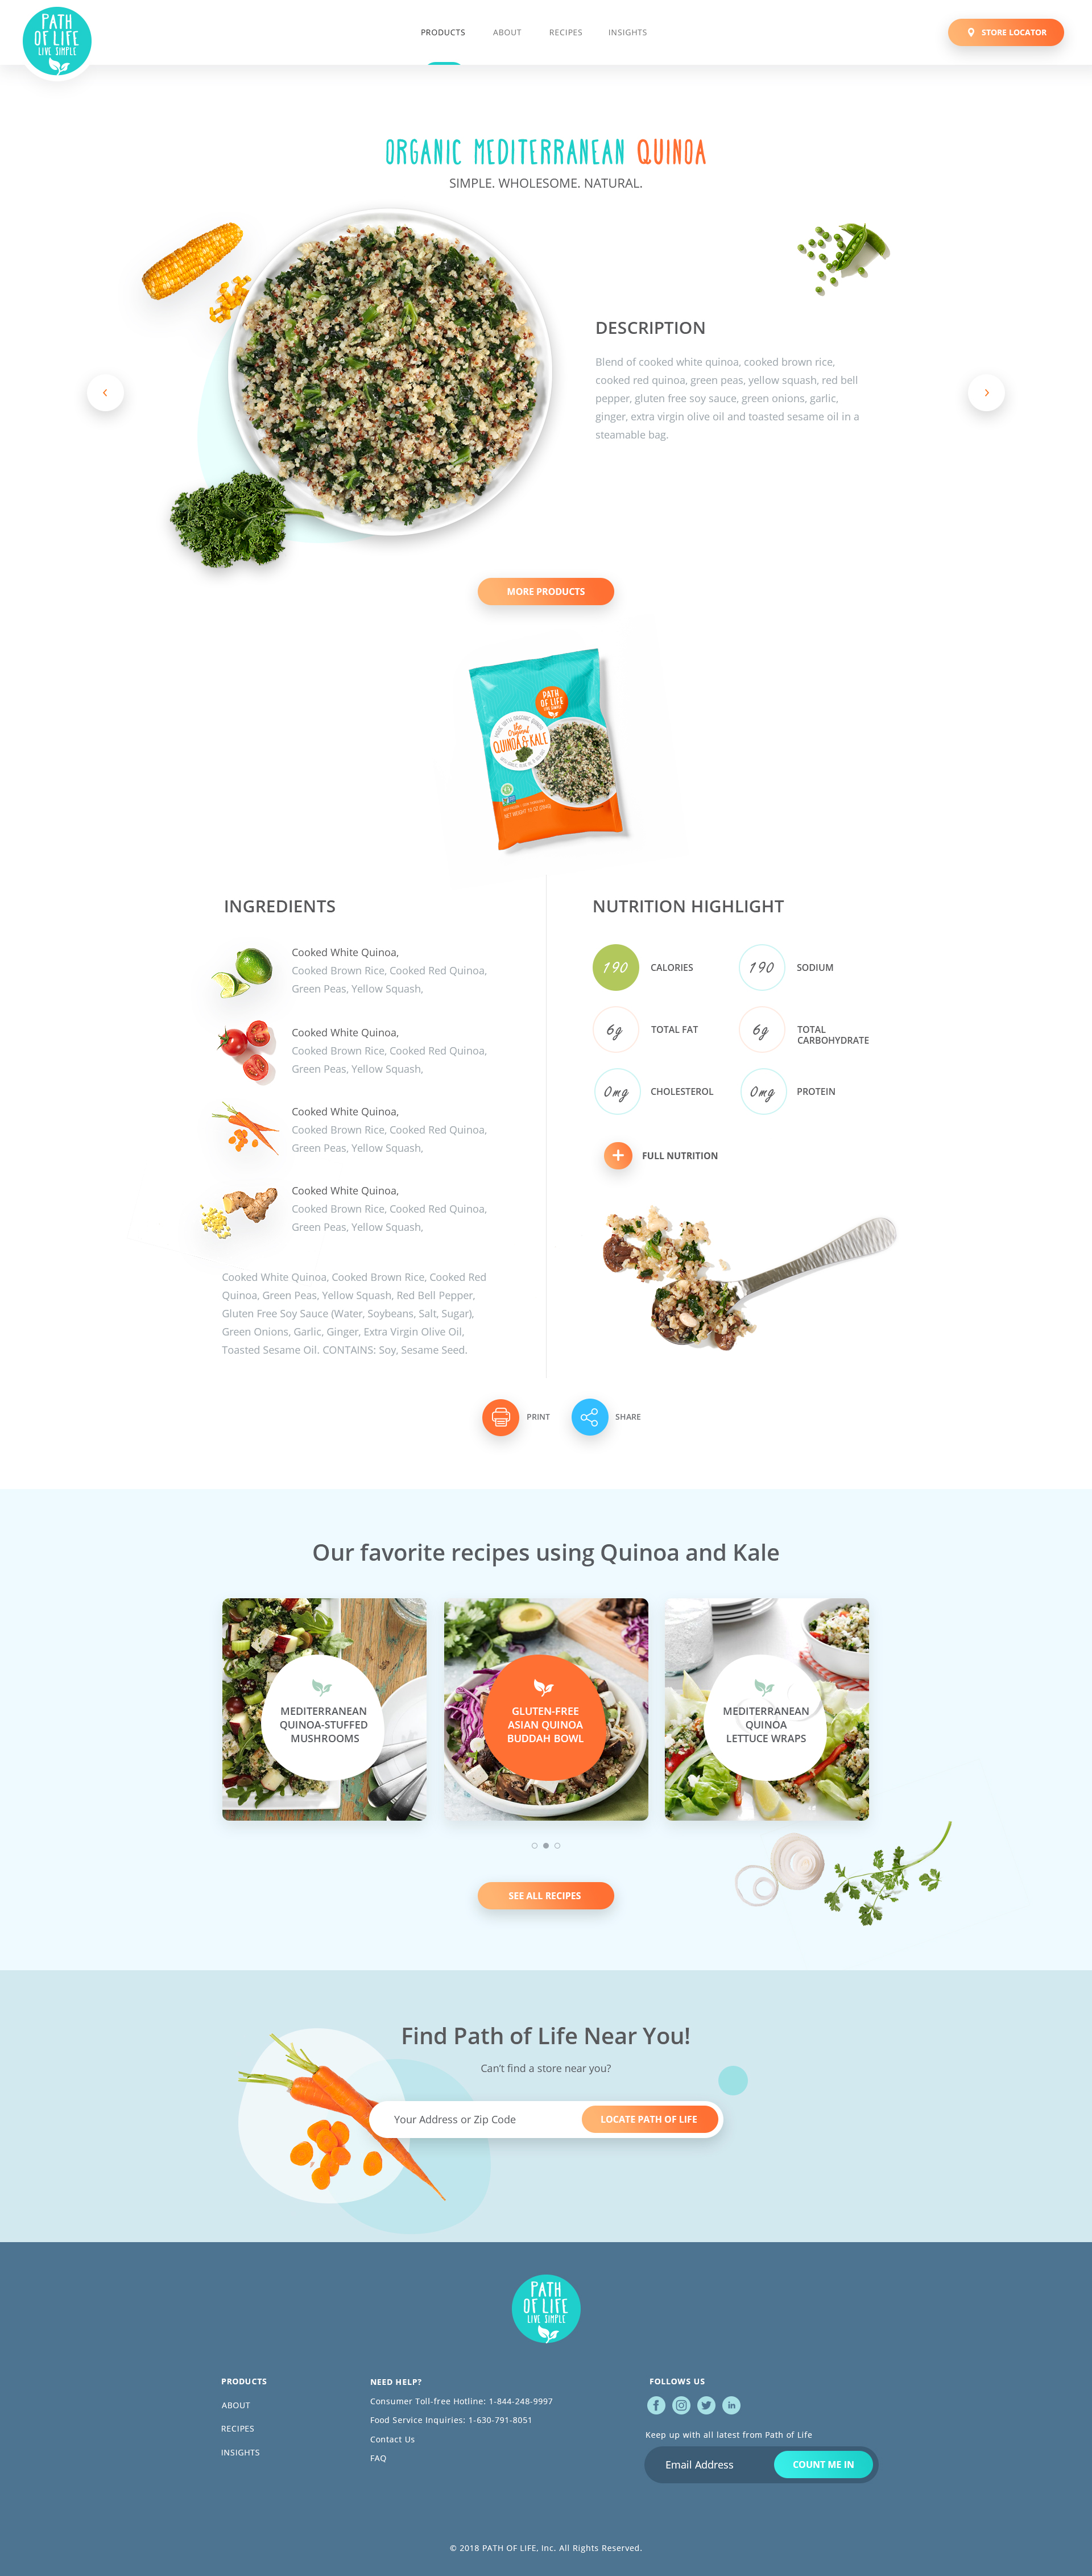 PATH
OF LIFE
LIVE SIMPLE
PRODUCTS
ABOUT
RECIPES
INSIGHTS
STORE LOCATOR
ORGANIC MEDITERRANEAN QUINOA
SIMPLE. WHOLESOME. NATURAL.
DESCRIPTION
Blend of cooked white quinoa, cooked brown rice,
cooked red quinoa, green peas, yellow squash, red bell
pepper, gluten free soy sauce, green onions, garlic,
ginger, extra virgin olive oil and toasted sesame oil in a
steamable bag.
MORE PRODUCTS
PATH
OF LIFE
LIVE SIMPLE
MADE WITH ORGANIC QUINOA
the
Original
QUINOA & KALE
NET WEIGHT 10 OZ
INGREDIENTS
Cooked White Quinoa,
Cooked Brown Rice, Cooked Red Quinoa,
Green Peas, Yellow Squash,
Cooked White Quinoa,
Cooked Brown Rice, Cooked Red Quinoa,
Green Peas, Yellow Squash,
Cooked White Quinoa,
Cooked Brown Rice, Cooked Red Quinoa,
Green Peas, Yellow Squash,
Cooked White Quinoa,
Cooked Brown Rice, Cooked Red Quinoa,
Green Peas, Yellow Squash,
Cooked White Quinoa, Cooked Brown Rice, Cooked Red
Quinoa, Green Peas, Yellow Squash, Red Bell Pepper,
Gluten Free Soy Sauce (Water, Soybeans, Salt, Sugar),
Green Onions, Garlic, Ginger, Extra Virgin Olive Oil,
Toasted Sesame Oil. CONTAINS: Soy, Sesame Seed.
NUTRITION HIGHLIGHT
190 CALORIES
190 SODIUM
6g TOTAL FAT
6g TOTAL
CARBOHYDRATE
0mg CHOLESTEROL
0mg PROTEIN
FULL NUTRITION
PRINT
SHARE
Our favorite recipes using Quinoa and Kale
MEDITERRANEAN
QUINOA-STUFFED
MUSHROOMS
GLUTEN-FREE
ASIAN QUINOA
BUDDAH BOWL
MEDITERRANEAN
QUINOA
LETTUCE WRAPS
SEE ALL RECIPES
Find Path of Life Near You!
Can't find a store near you?
Your Address or Zip Code
LOCATE PATH OF LIFE
PATH
OF LIFE
LIVE SIMPLE
PRODUCTS
ABOUT
RECIPES
INSIGHTS
NEED HELP?
Consumer Toll-free Hotline: 1-844-248-9997
Food Service Inquiries: 1-630-791-8051
Contact Us
FAQ
FOLLOWS US
Keep up with all latest from Path of Life
Email Address
COUNT ME IN
© 2018 PATH OF LIFE, Inc. All Rights Reserved.